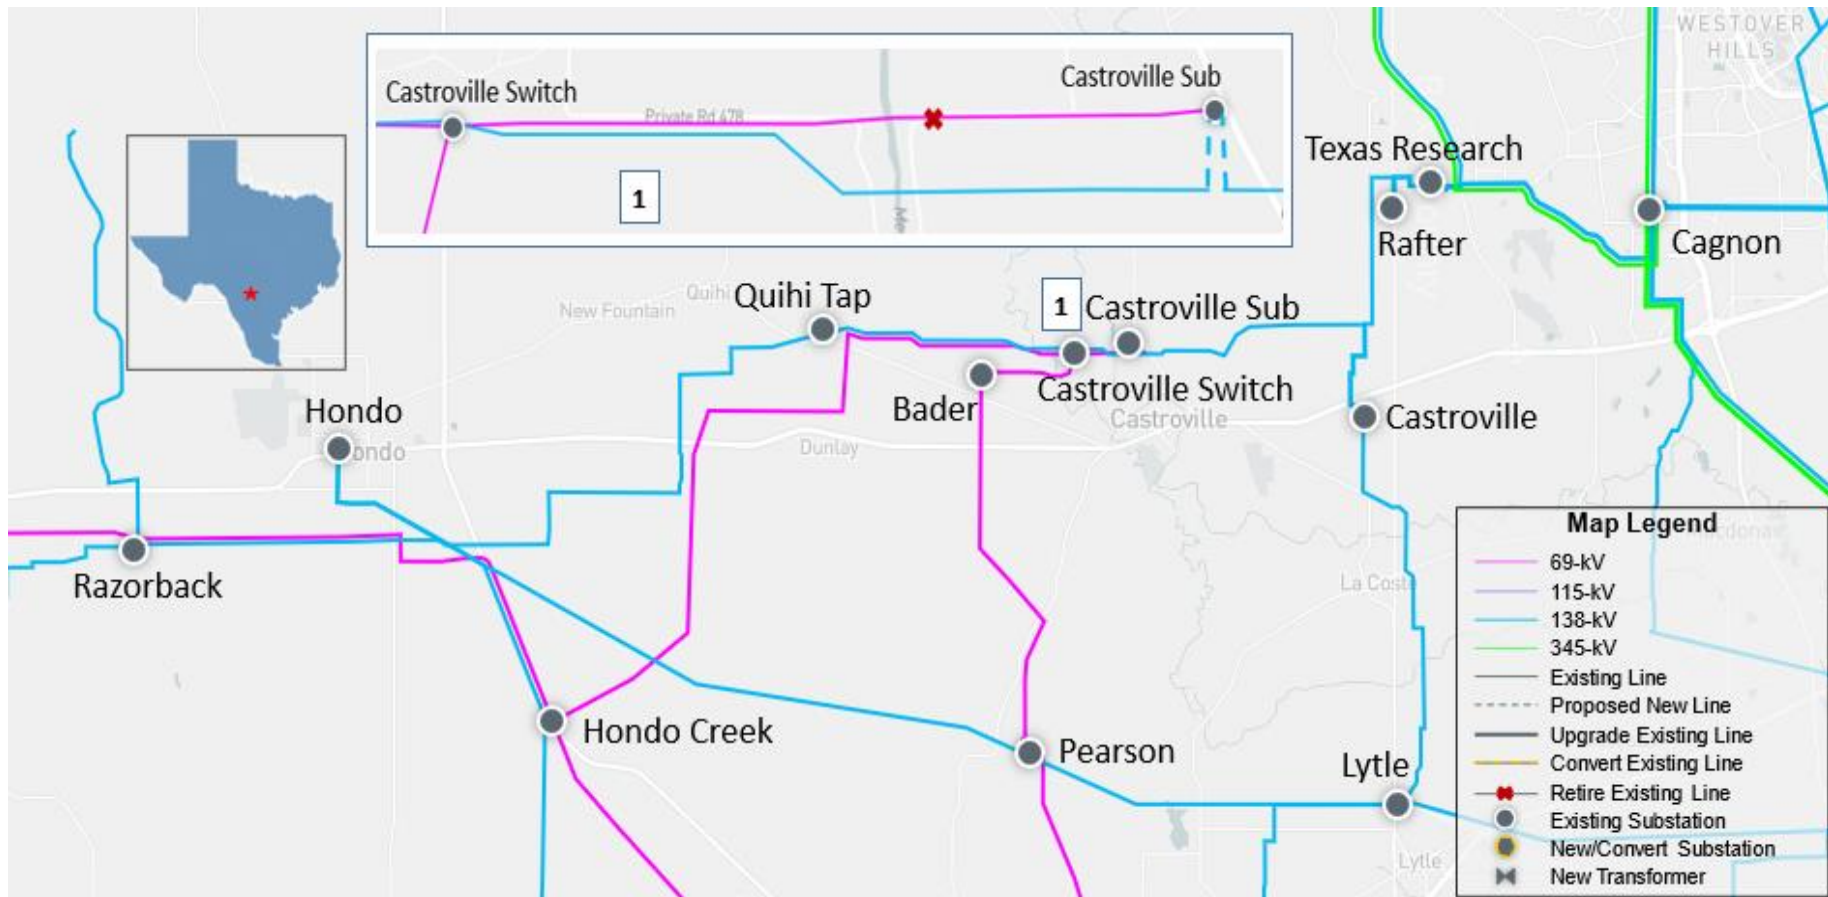 WESTOVER
HILLS
Castroville Switch
Castroville Sub
Private Rd 478
1
Me
Texas Research
Rafter
Cagnon
Quihi
Quihi Tap
New Fountain
1
Castroville Sub
Castroville Switch
Bader
Castroville
Castroville
Hondo
ondo
Dunlay
Razorback
La Coste
Hondo Creek
Pearson
Lytle
Lytle
Map Legend
69-kV
115-kV
138-kV
345-kV
Existing Line
Proposed New Line
Upgrade Existing Line
Convert Existing Line
Retire Existing Line
Existing Substation
New/Convert Substation
New Transformer